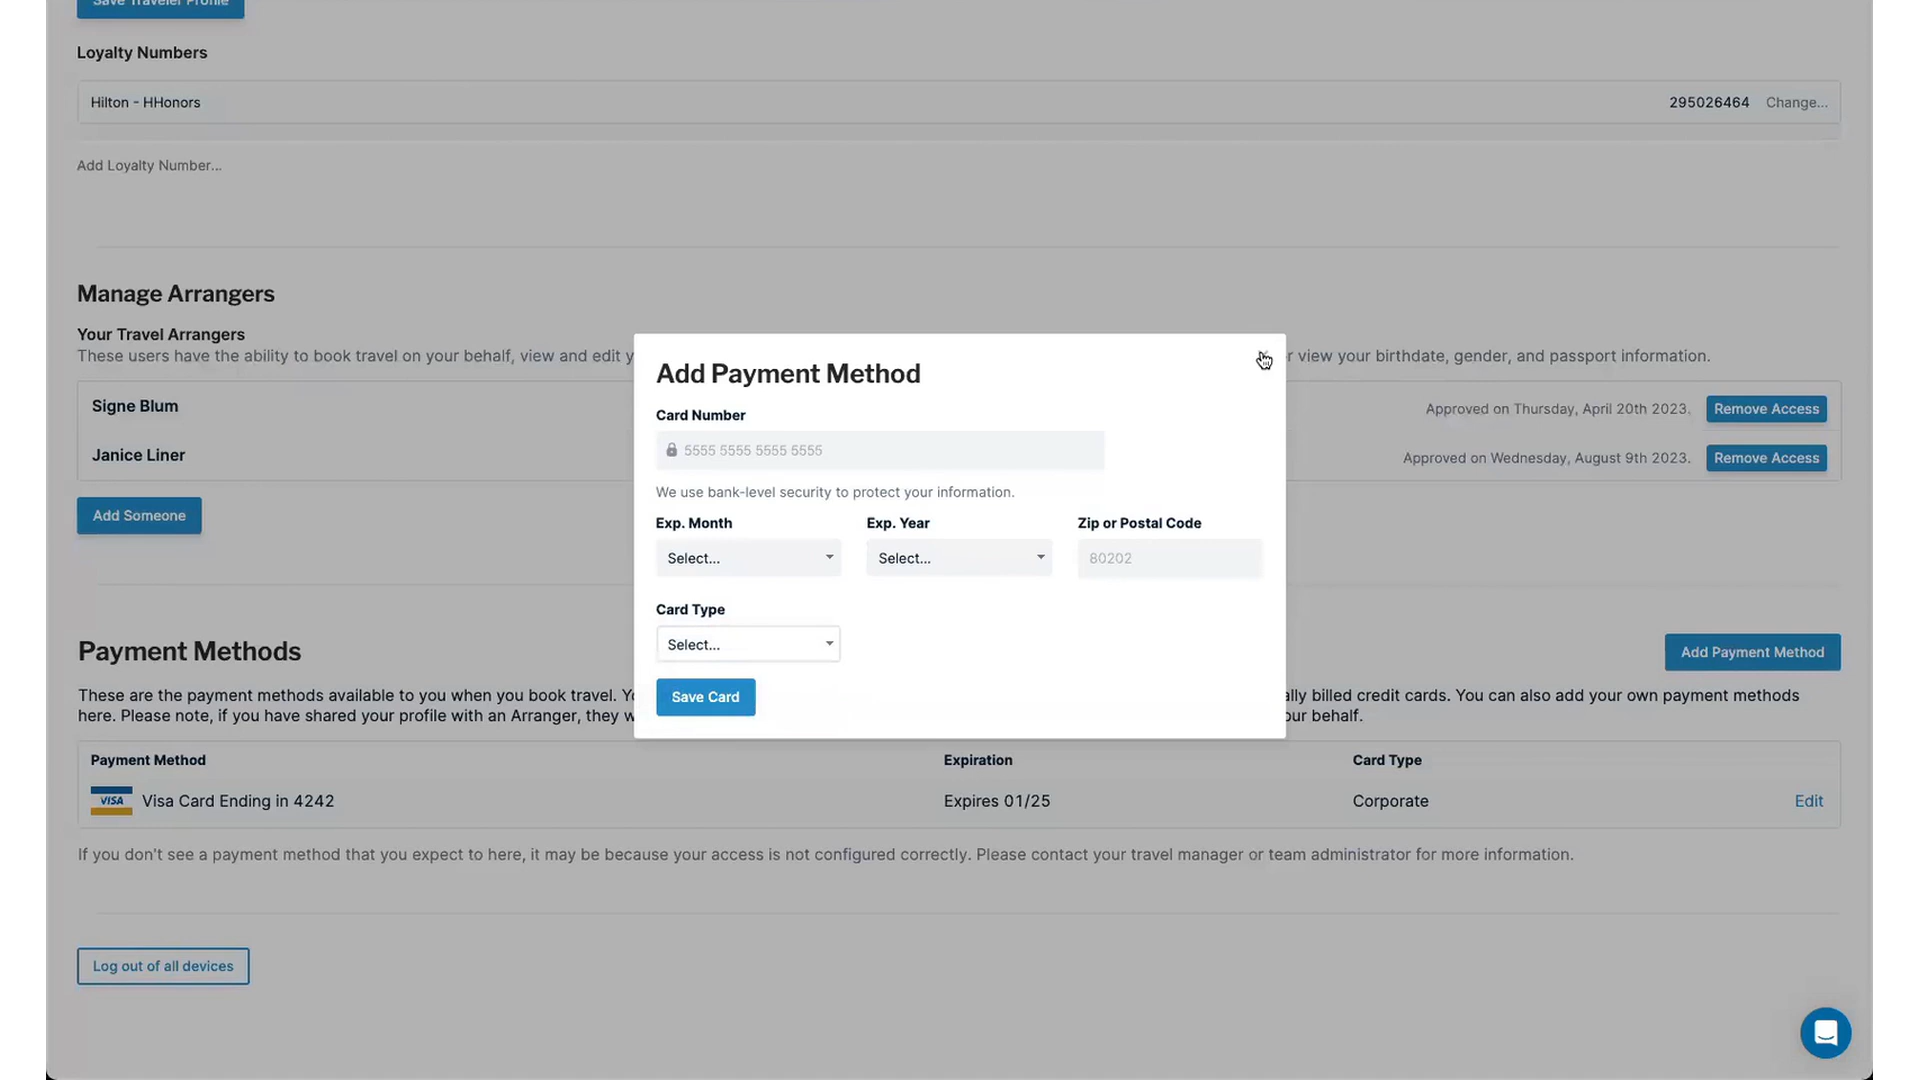 Save Traveler Profile
Loyalty Numbers
Hilton - HHonors
295026464 Change...
Add Loyalty Number...
Manage Arrangers
Your Travel Arrangers
These users have the ability to book travel on your behalf, view and edit y
r view your birthdate, gender, and passport information.
Signe Blum
Approved on Thursday, April 20th 2023. Remove Access
Janice Liner
Approved on Wednesday, August 9th 2023. Remove Access
Add Someone
Add Payment Method
Card Number
5555 5555 5555 5555
We use bank-level security to protect your information.
Exp. Month Exp. Year Zip or Postal Code
Select... Select... 80202
Card Type
Select...
Save Card
Payment Methods
Add Payment Method
These are the payment methods available to you when you book travel. Y
lly billed credit cards. You can also add your own payment methods
here. Please note, if you have shared your profile with an Arranger, they w
ur behalf.
Payment Method Expiration Card Type
VISA Visa Card Ending in 4242 Expires 01/25 Corporate Edit
If you don't see a payment method that you expect to here, it may be because your access is not configured correctly. Please contact your travel manager or team administrator for more information.
Log out of all devices